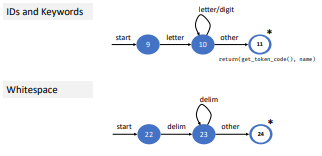 IDs and Keywords
letter/digit
start 9 letter 10 other 11 *
return(get_token_code(), name)
Whitespace
delim
start 22 delim 23 other 24 *